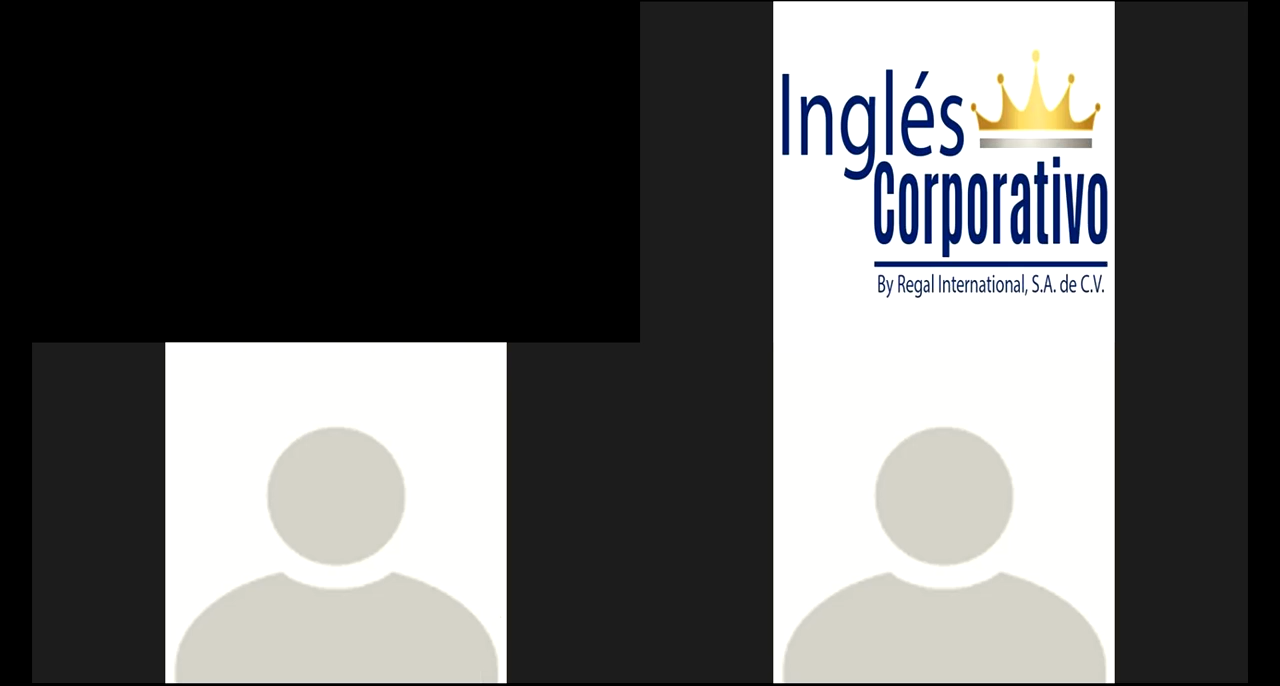 Inglés
Corporativo
By Regal International, S.A. de C.V.